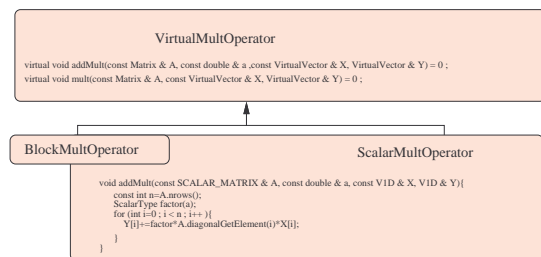 VirtualMultOperator
virtual void addMult(const Matrix & A, const double & a ,const VirtualVector & X, VirtualVector & Y) = 0 ;
virtual void mult(const Matrix & A, const VirtualVector & X, VirtualVector & Y) = 0 ;
BlockMultOperator
ScalarMultOperator
void addMult(const SCALAR_MATRIX & A, const double & a, const V1D & X, V1D & Y){
const int n=A.nrows();
ScalarType factor(a);
for (int i=0 ; i < n ; i++ ){
Y[i]+=factor*A.diagonalGetElement(i)*X[i];
}
}